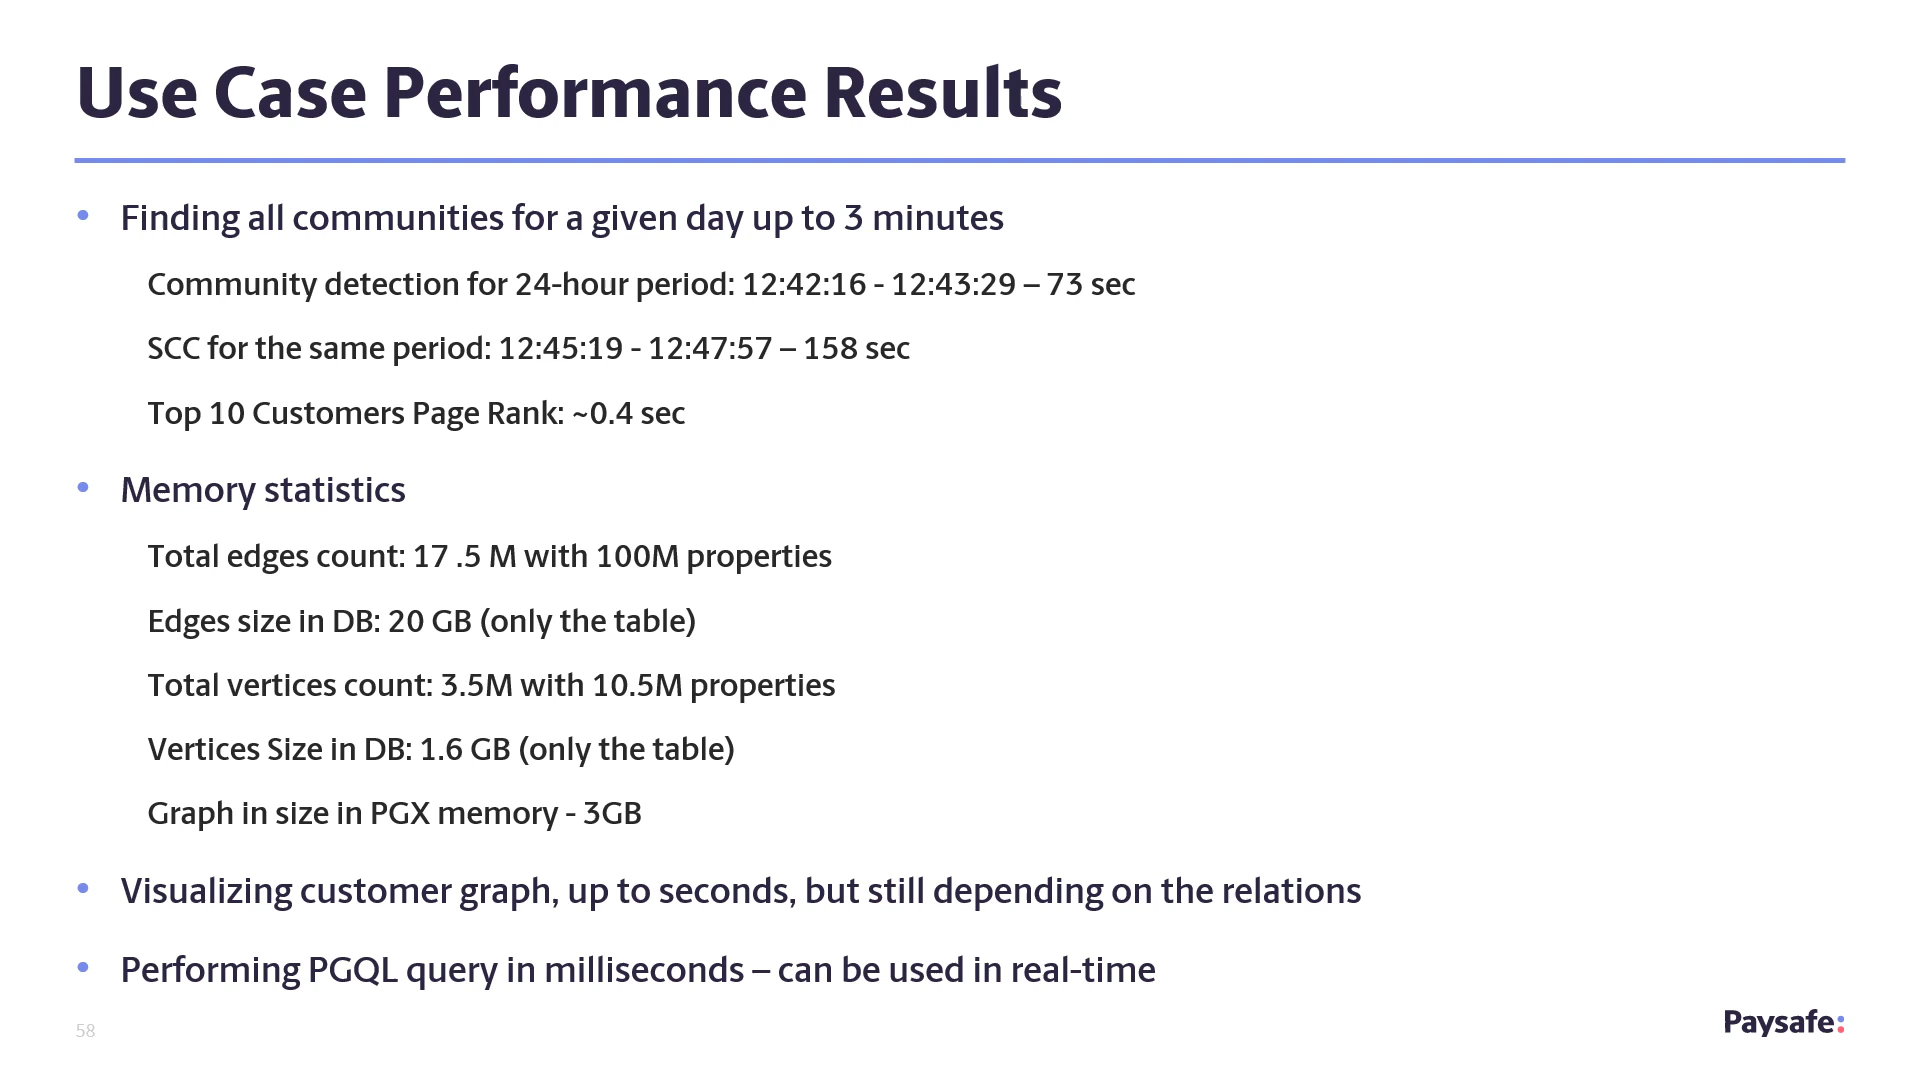 Use Case Performance Results
• Finding all communities for a given day up to 3 minutes
Community detection for 24-hour period: 12:42:16 - 12:43:29 – 73 sec
SCC for the same period: 12:45:19 - 12:47:57 – 158 sec
Top 10 Customers Page Rank: ~0.4 sec
• Memory statistics
Total edges count: 17 .5 M with 100M properties
Edges size in DB: 20 GB (only the table)
Total vertices count: 3.5M with 10.5M properties
Vertices Size in DB: 1.6 GB (only the table)
Graph in size in PGX memory - 3GB
• Visualizing customer graph, up to seconds, but still depending on the relations
• Performing PGQL query in milliseconds – can be used in real-time
58
Paysafe: